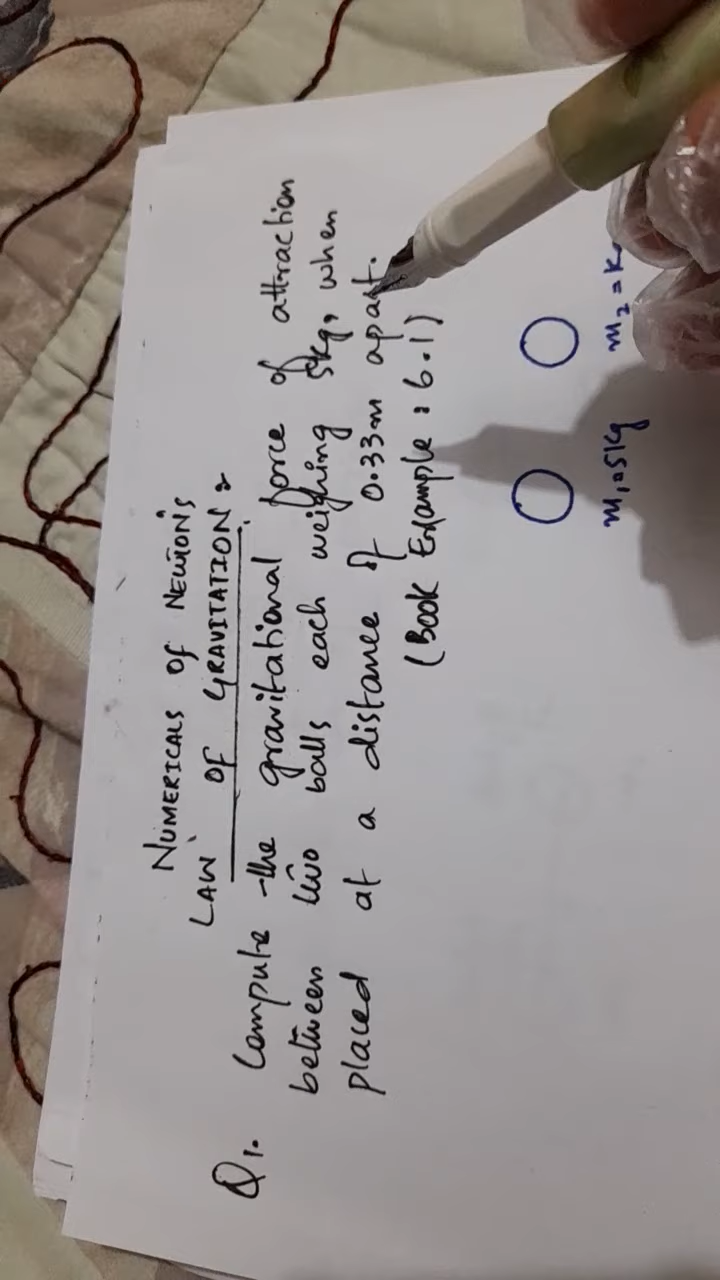 NUMERICALS OF NEWTON'S
LAW OF GRAVITATION:
Q1. Compute the gravitational force of attraction
between two balls each weighing 5kg, when
placed at a distance of 0.33m apart.
(Book Example: 6.1)
m₁=5kg m₂=